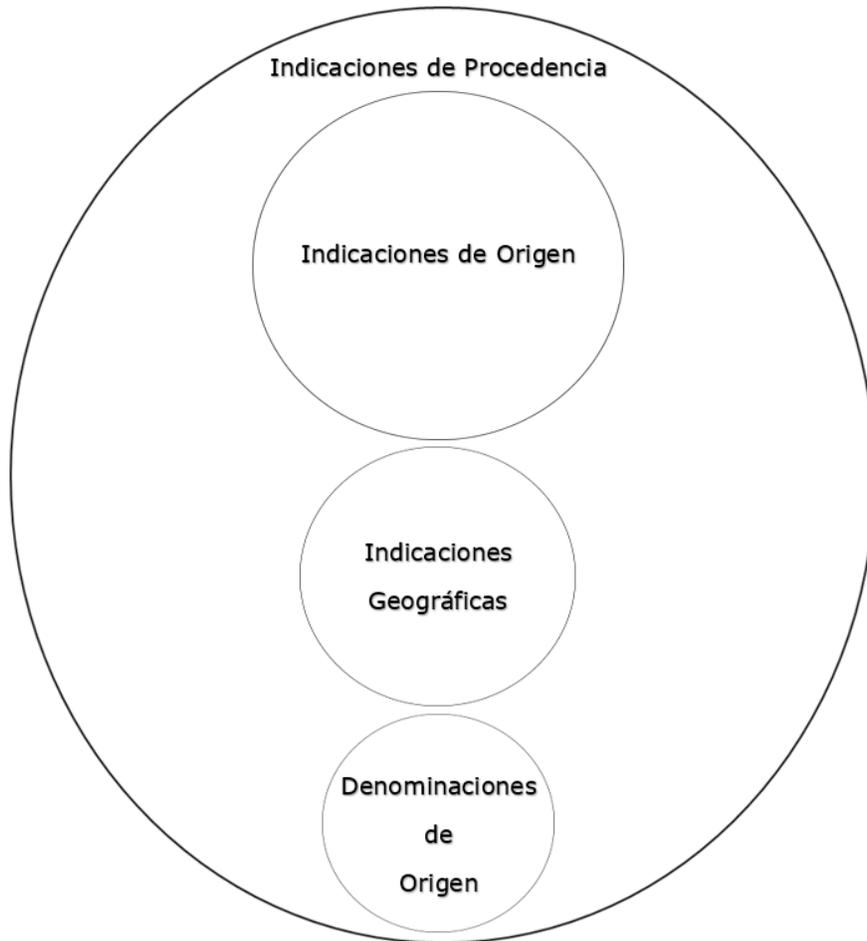 Indicaciones de Procedencia
Indicaciones de Origen
Indicaciones
Geográficas
Denominaciones
de
Origen